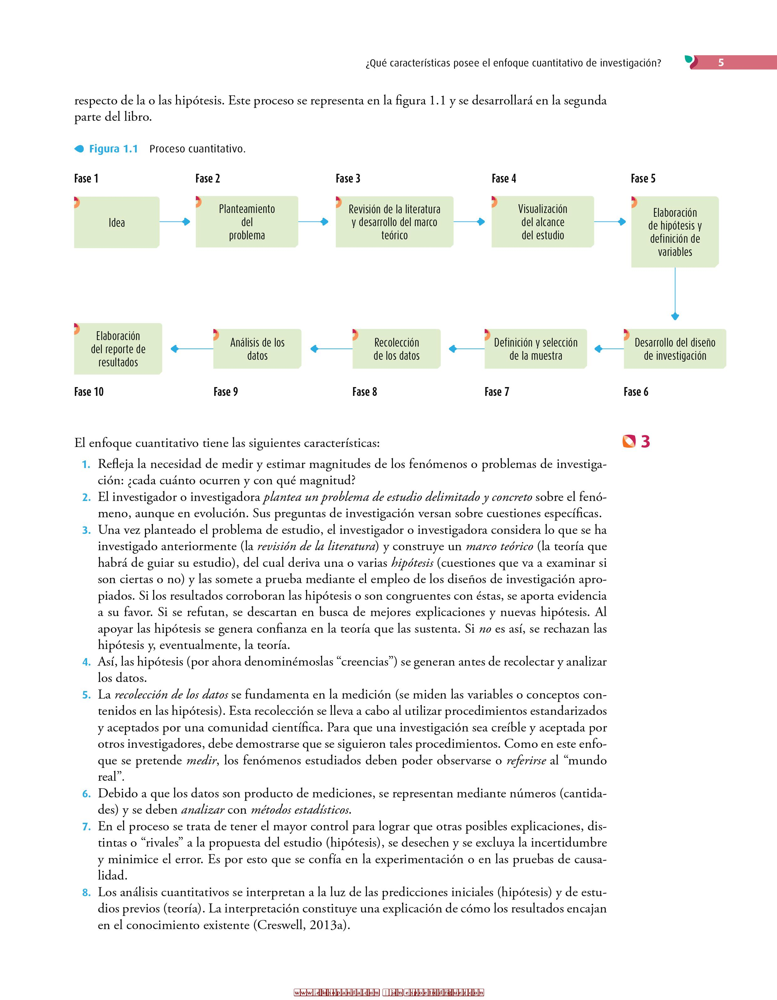 ¿Qué características posee el enfoque cuantitativo de investigación? 5
respecto de la o las hipótesis. Este proceso se representa en la figura 1.1 y se desarrollará en la segunda
parte del libro.
Figura 1.1 Proceso cuantitativo.
Fase 1
Fase 2
Fase 3
Fase 4
Fase 5
Idea
Planteamiento
del
problema
Revisión de la literatura
y desarrollo del marco
teórico
Visualización
del alcance
del estudio
Elaboración
de hipótesis y
definición de
variables
Elaboración
del reporte de
resultados
Análisis de los
datos
Recolección
de los datos
Definición y selección
de la muestra
Desarrollo del diseño
de investigación
Fase 10
Fase 9
Fase 8
Fase 7
Fase 6
El enfoque cuantitativo tiene las siguientes características:
3
1. Refleja la necesidad de medir y estimar magnitudes de los fenómenos o problemas de investiga-
ción: ¿cada cuánto ocurren y con qué magnitud?
2. El investigador o investigadora plantea un problema de estudio delimitado y concreto sobre el fenó-
meno, aunque en evolución. Sus preguntas de investigación versan sobre cuestiones específicas.
3. Una vez planteado el problema de estudio, el investigador o investigadora considera lo que se ha
investigado anteriormente (la revisión de la literatura) y construye un marco teórico (la teoría que
habrá de guiar su estudio), del cual deriva una o varias hipótesis (cuestiones que va a examinar si
son ciertas o no) y las somete a prueba mediante el empleo de los diseños de investigación apro-
piados. Si los resultados corroboran las hipótesis o son congruentes con éstas, se aporta evidencia
a su favor. Si se refutan, se descartan en busca de mejores explicaciones y nuevas hipótesis. Al
apoyar las hipótesis se genera confianza en la teoría que las sustenta. Si no es así, se rechazan las
hipótesis y, eventualmente, la teoría.
4. Así, las hipótesis (por ahora denominémoslas “creencias”) se generan antes de recolectar y analizar
los datos.
5. La recolección de los datos se fundamenta en la medición (se miden las variables o conceptos con-
tenidos en las hipótesis). Esta recolección se lleva a cabo al utilizar procedimientos estandarizados
y aceptados por una comunidad científica. Para que una investigación sea creíble y aceptada por
otros investigadores, debe demostrarse que se siguieron tales procedimientos. Como en este enfo-
que se pretende medir, los fenómenos estudiados deben poder observarse o referirse al “mundo
real”.
6. Debido a que los datos son producto de mediciones, se representan mediante números (cantida-
des) y se deben analizar con métodos estadísticos.
7. En el proceso se trata de tener el mayor control para lograr que otras posibles explicaciones, dis-
tintas o “rivales” a la propuesta del estudio (hipótesis), se desechen y se excluya la incertidumbre
y minimice el error. Es por esto que se confía en la experimentación o en las pruebas de causa-
lidad.
8. Los análisis cuantitativos se interpretan a la luz de las predicciones iniciales (hipótesis) y de estu-
dios previos (teoría). La interpretación constituye una explicación de cómo los resultados encajan
en el conocimiento existente (Creswell, 2013a).
www.elosopanda.com | jamespoetrodriguez.com